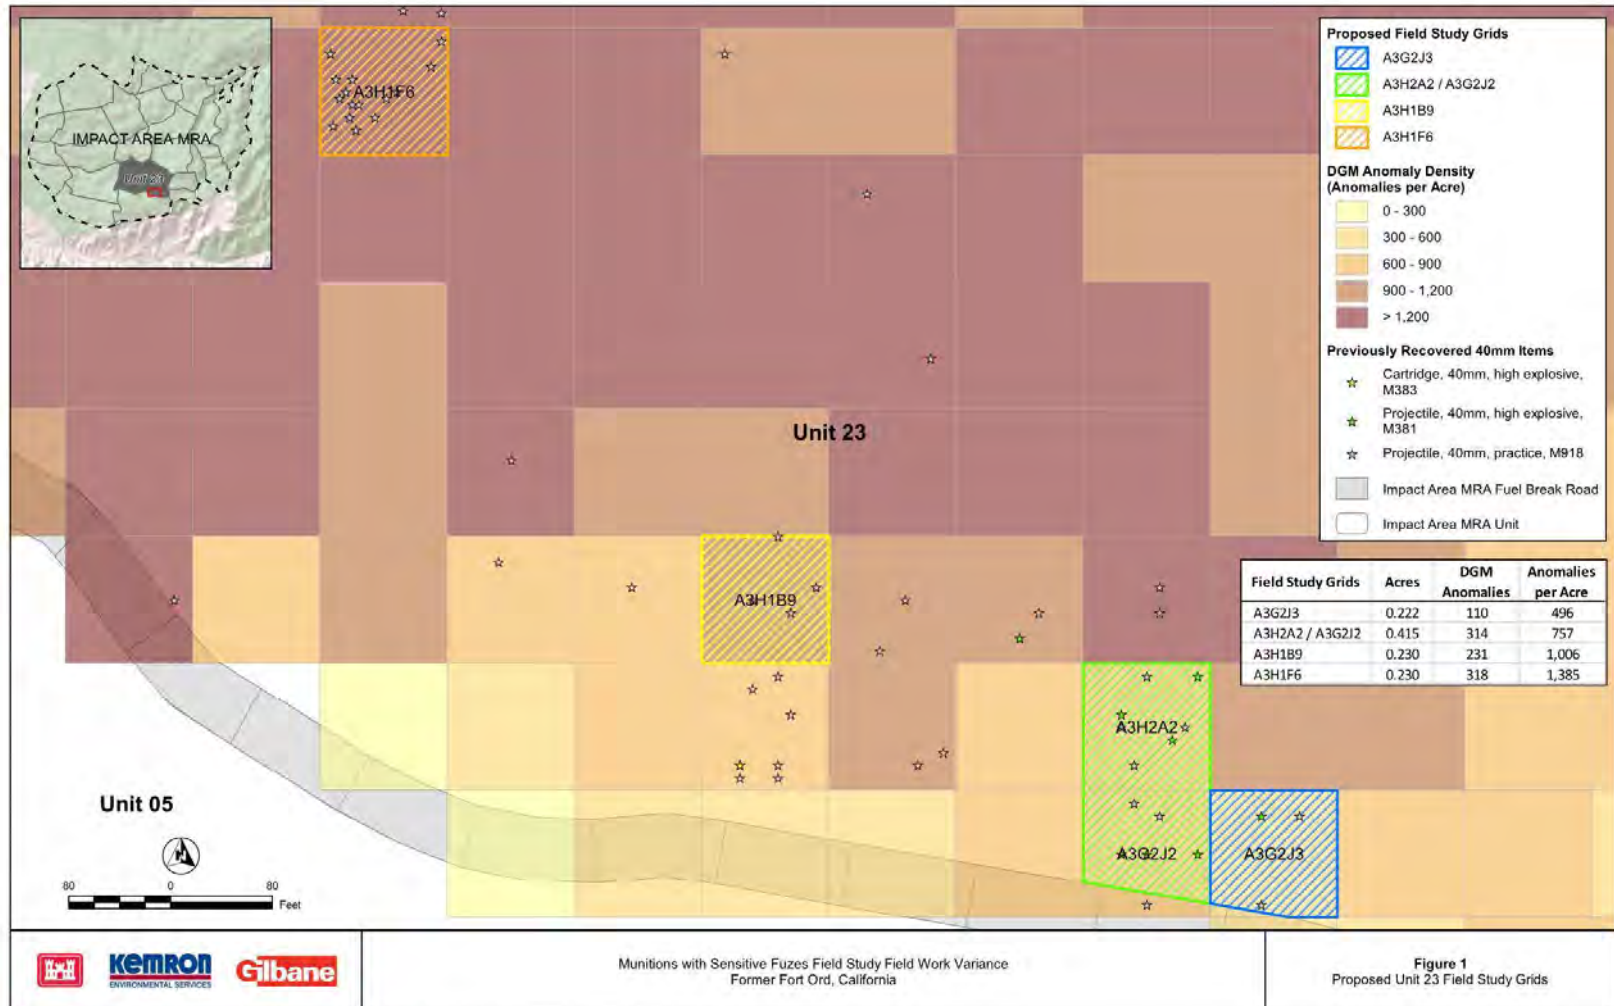 IMPACT AREA MRA
Unit 23
A3H1F6
Unit 23
A3H1B9
A3H2A2
A3G2J2
A3G2J3
Unit 05
80 0 80
Feet
Proposed Field Study Grids
A3G2J3
A3H2A2 / A3G2J2
A3H1B9
A3H1F6
DGM Anomaly Density
(Anomalies per Acre)
0 - 300
300 - 600
600 - 900
900 - 1,200
> 1,200
Previously Recovered 40mm Items
Cartridge, 40mm, high explosive,
M383
Projectile, 40mm, high explosive,
M381
Projectile, 40mm, practice, M918
Impact Area MRA Fuel Break Road
Impact Area MRA Unit
Field Study Grids Acres DGM Anomalies Anomalies per Acre
A3G2J3 0.222 110 496
A3H2A2 / A3G2J2 0.415 314 757
A3H1B9 0.230 231 1,006
A3H1F6 0.230 318 1,385
KEMRON
ENVIRONMENTAL SERVICES
Gilbane
Munitions with Sensitive Fuzes Field Study Field Work Variance
Former Fort Ord, California
Figure 1
Proposed Unit 23 Field Study Grids